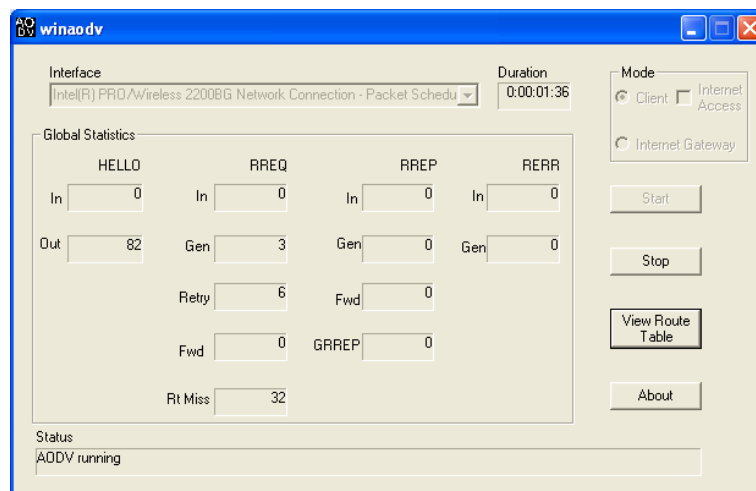 AO DV winaodv
Interface
Duration
Mode
Intel(R) PRO/Wireless 2200BG Network Connection - Packet Schedu
0:00:01:36
Client
Internet Access
Internet Gateway
Global Statistics
HELLO RREQ RREP RERR
In 0 In 0 In 0 In 0
Out 82 Gen 3 Gen 0 Gen 0
Retry 6 Fwd 0
Fwd 0 GRREP 0
Rt Miss 32
Start
Stop
View Route
Table
About
Status
AODV running